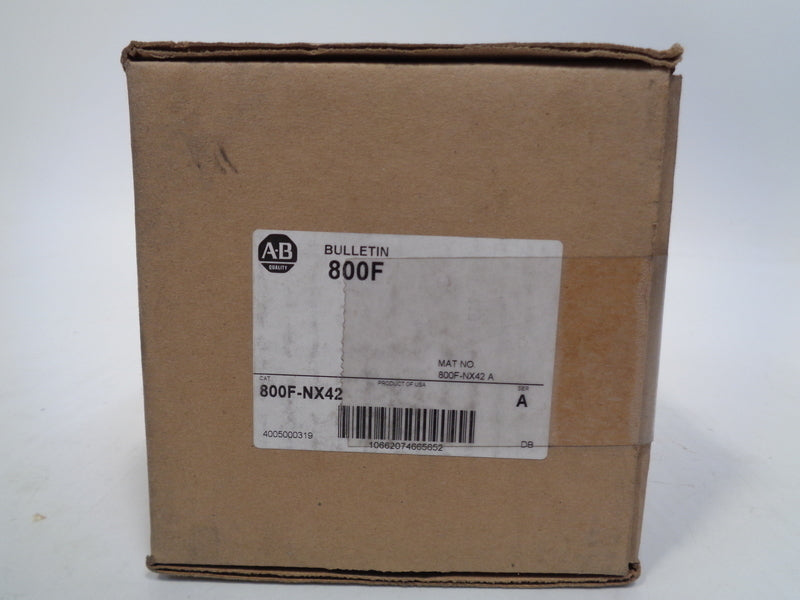 A-B
QUALITY
BULLETIN
800F
MAT NO.
800F-NX42 A
CAT.
PRODUCT OF USA
SER
800F-NX42
A
4005000319
10662074665652
DB